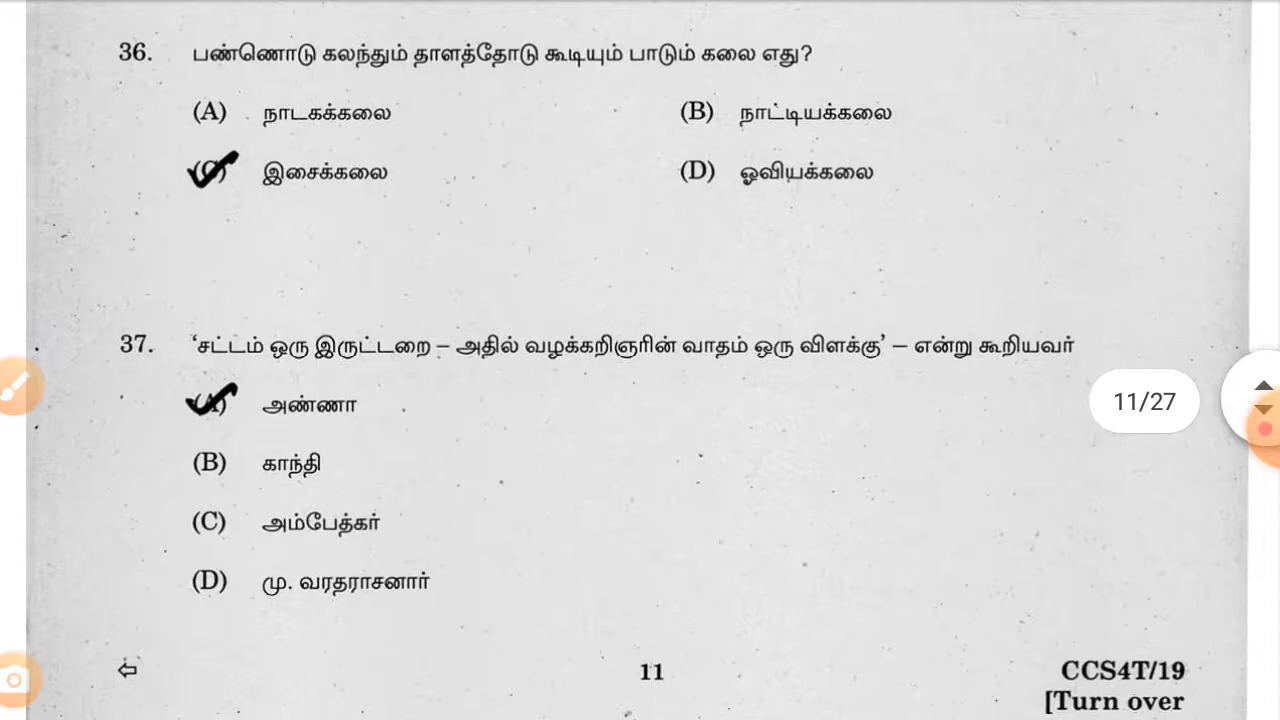 36. பண்ணொடு கலந்தும் தாளத்தோடு கூடியும் பாடும் கலை எது?
(A) நாடகக்கலை (B) நாட்டியக்கலை
(C) இசைக்கலை (D) ஓவியக்கலை
37. ‘சட்டம் ஒரு இருட்டறை – அதில் வழக்கறிஞரின் வாதம் ஒரு விளக்கு’ – என்று கூறியவர்
(A) அண்ணா
11/27
(B) காந்தி
(C) அம்பேத்கர்
(D) மு. வரதராசனார்
11 CCS4T/19
[Turn over